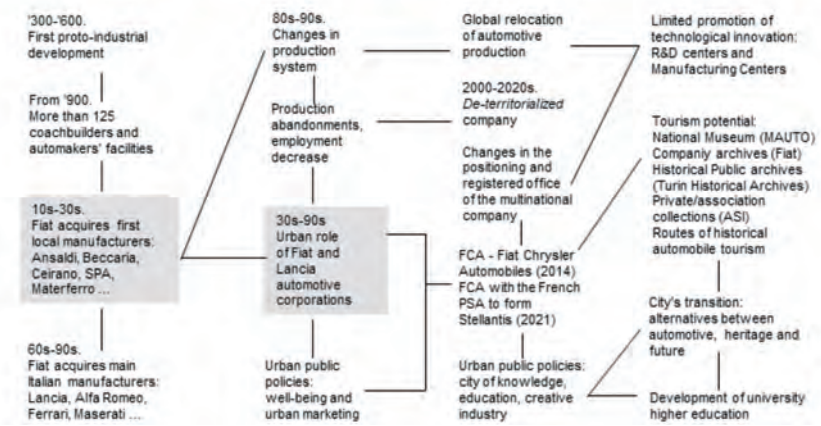 '300-'600.
First proto-industrial
development
From '900.
More than 125
coachbuilders and
automakers' facilities
10s-30s.
Fiat acquires first
local manufacturers:
Ansaldi, Beccaria,
Ceirano, SPA,
Materferro ...
60s-90s.
Fiat acquires main
Italian manufacturers:
Lancia, Alfa Romeo,
Ferrari, Maserati ...
80s-90s.
Changes in
production
system
Production
abandonments,
employment
decrease
30s-90s
Urban role
of Fiat and
Lancia
automotive
corporations
Urban public
policies:
well-being and
urban marketing
Global relocation
of automotive
production
2000-2020s.
De-territorialized
company
Changes in the
positioning and
registered office
of the multinational
company
FCA - Fiat Chrysler
Automobiles (2014)
FCA with the French
PSA to form
Stellantis (2021)
Urban public policies:
city of knowledge,
education, creative
industry
Limited promotion of
technological innovation:
R&D centers and
Manufacturing Centers
Tourism potential:
National Museum (MAUTO)
Companiy archives (Fiat)
Historical Public archives
(Turin Historical Archives)
Private/association
collections (ASI)
Routes of historical
automobile tourism
City's transition:
alternatives between
automotive, heritage and
future
Development of university
higher education